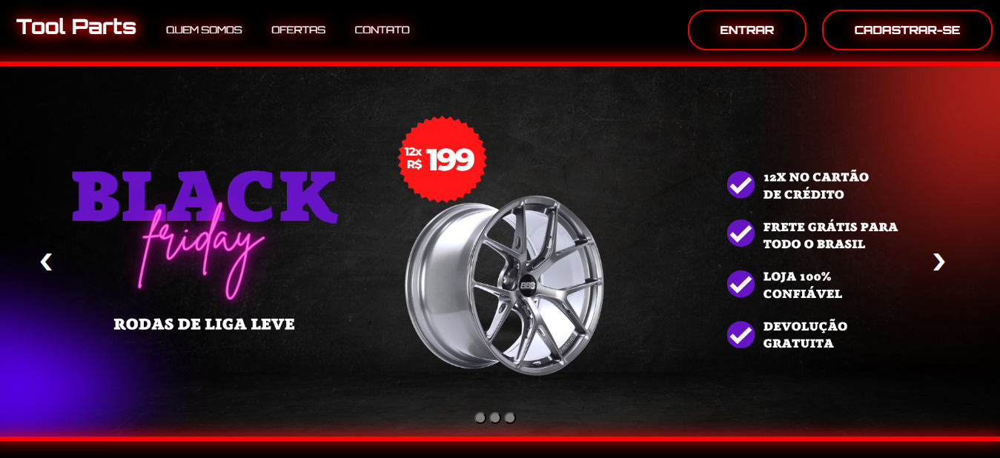 Tool Parts
QUEM SOMOS
OFERTAS
CONTATO
ENTRAR
CADASTRAR-SE
12x
R$ 199
BLACK
friday
RODAS DE LIGA LEVE
BBS
12X NO CARTÃO
DE CRÉDITO
FRETE GRÁTIS PARA
TODO O BRASIL
LOJA 100%
CONFIÁVEL
DEVOLUÇÃO
GRATUITA